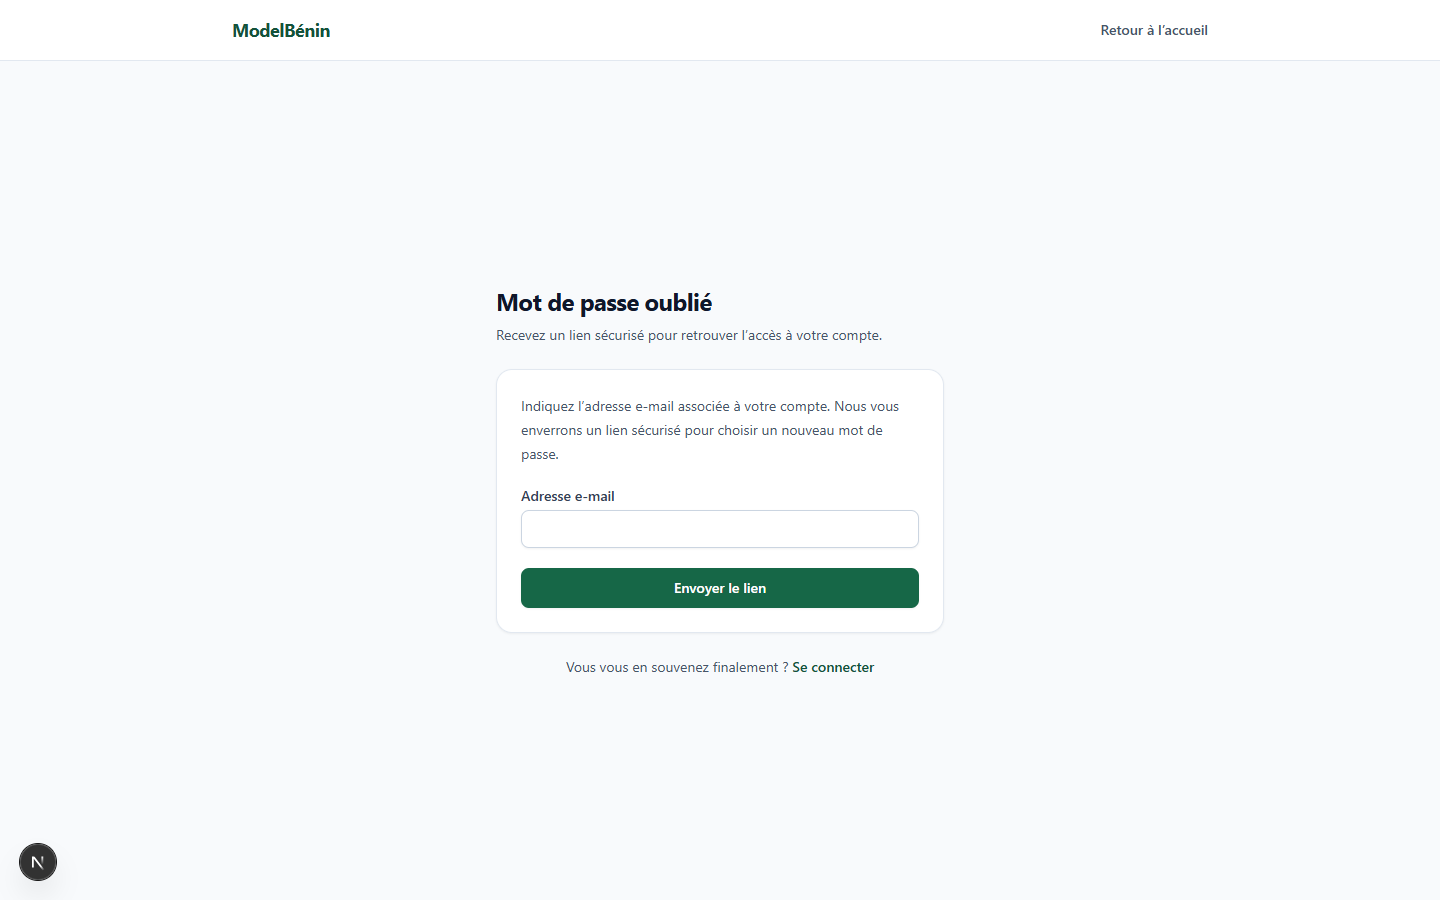 ModelBénin
Retour à l’accueil
Mot de passe oublié
Recevez un lien sécurisé pour retrouver l’accès à votre compte.
Indiquez l’adresse e-mail associée à votre compte. Nous vous
enverrons un lien sécurisé pour choisir un nouveau mot de
passe.
Adresse e-mail
Envoyer le lien
Vous vous en souvenez finalement ? Se connecter
N